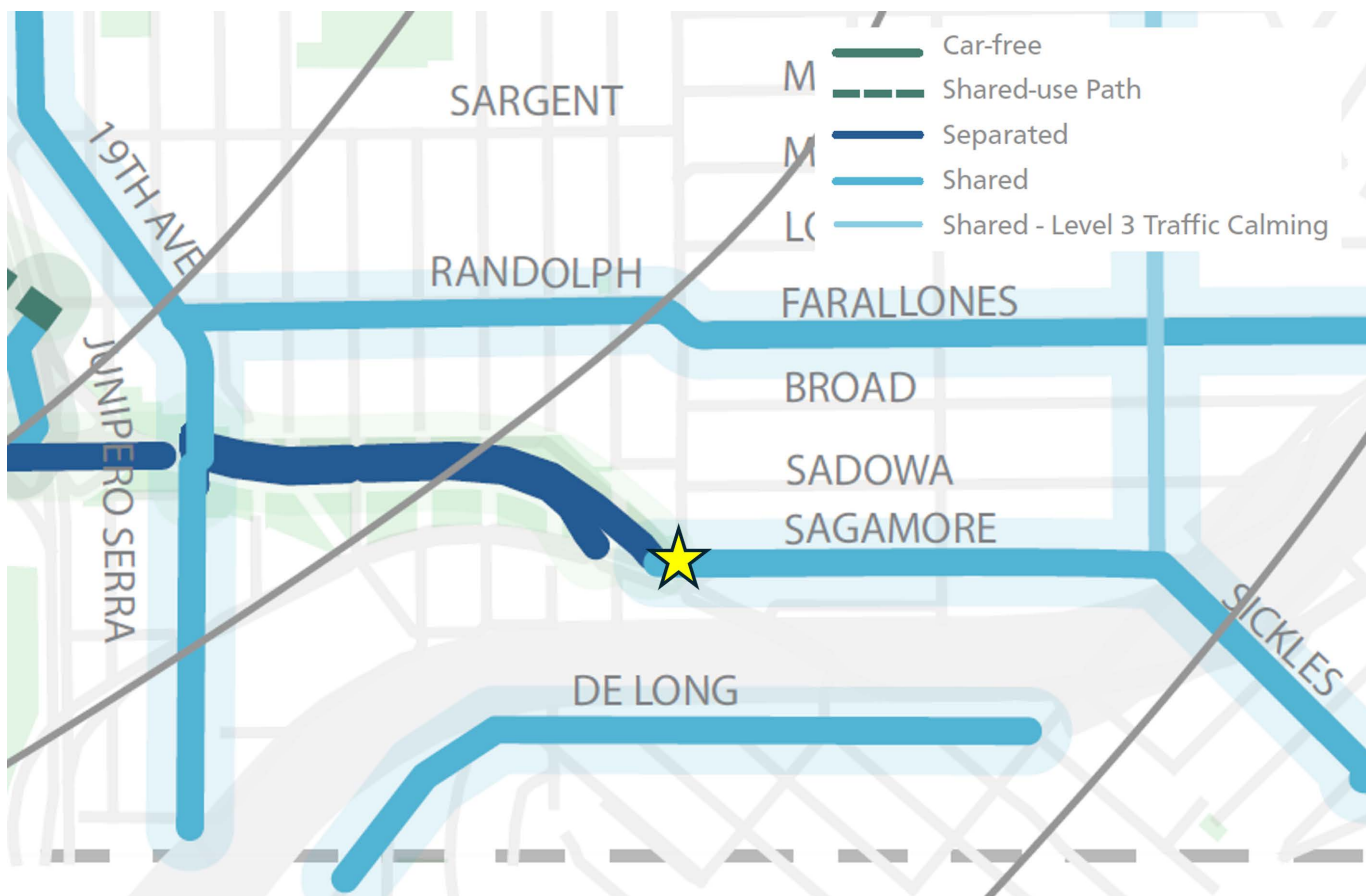 Car-free
Shared-use Path
Separated
Shared
Shared - Level 3 Traffic Calming
SARGENT
19TH AVE
RANDOLPH
FARALLONES
JUNIPERO SERRA
BROAD
SADOWA
SAGAMORE
SICKLES
DE LONG